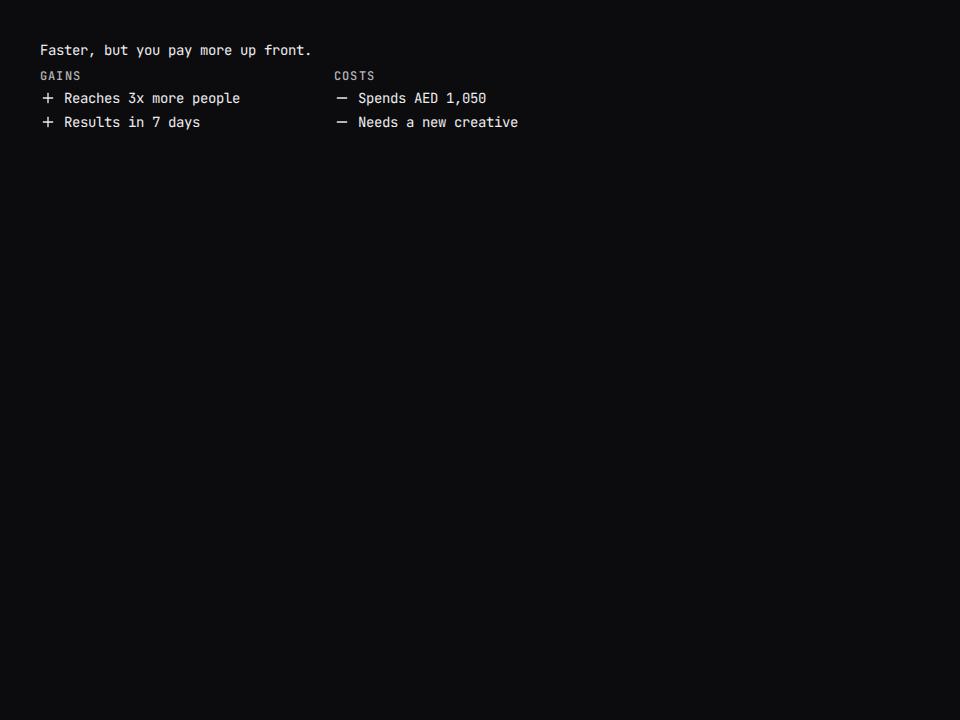 Faster, but you pay more up front.
GAINS
+ Reaches 3x more people
+ Results in 7 days
COSTS
− Spends AED 1,050
− Needs a new creative